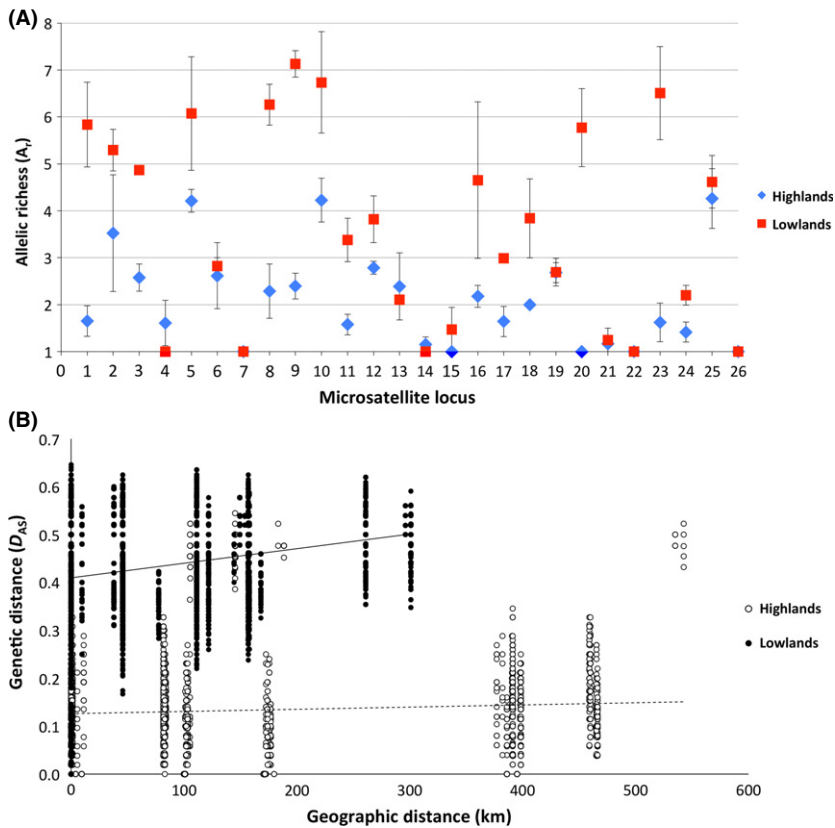 (A)
8
7
6
5
4
3
2
1
Allelic richess (Ar)
0 1 2 3 4 5 6 7 8 9 10 11 12 13 14 15 16 17 18 19 20 21 22 23 24 25 26
Microsatellite locus
Highlands
Lowlands
(B)
0.7
0.6
0.5
0.4
0.3
0.2
0.1
0.0
Genetic distance (DAS)
0 100 200 300 400 500 600
Geographic distance (km)
Highlands
Lowlands